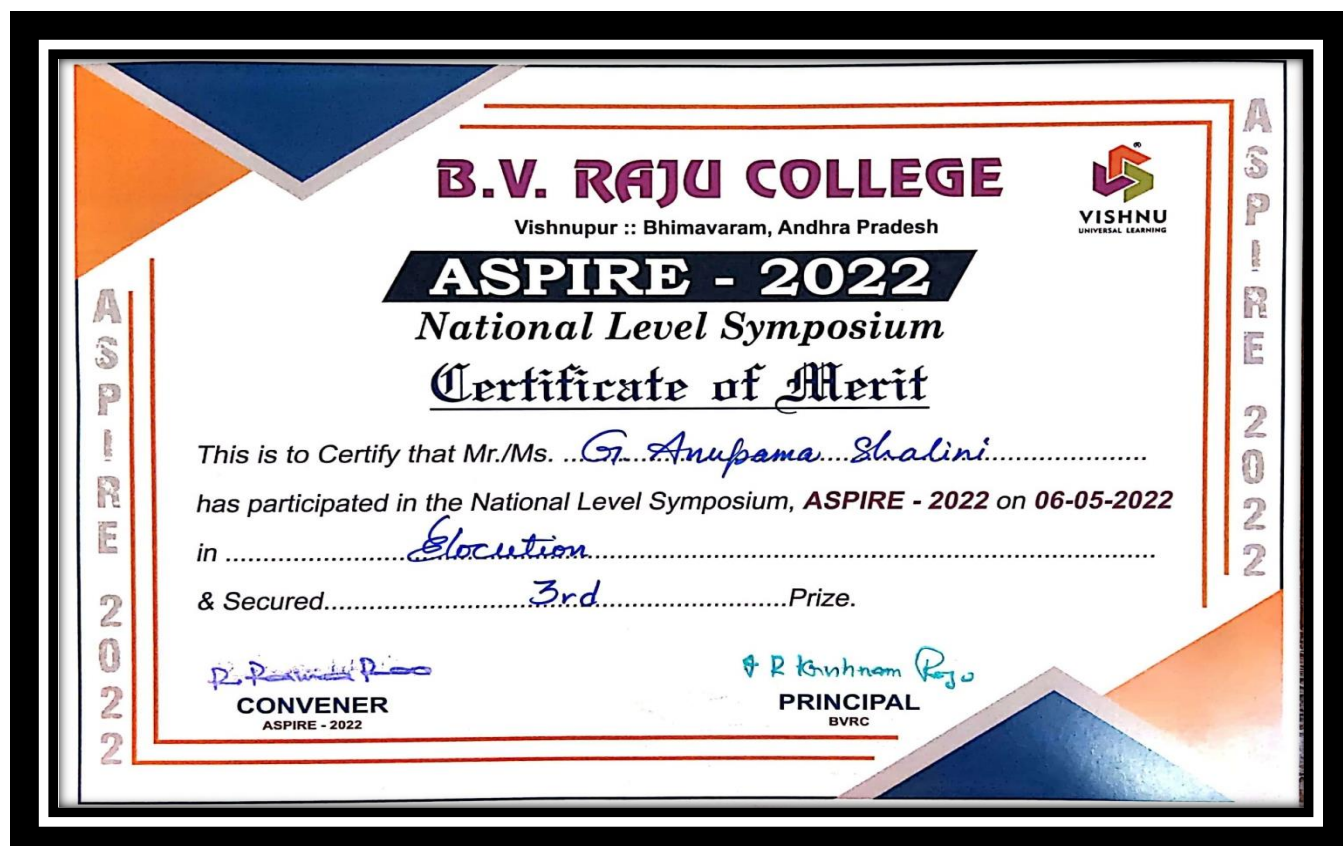 B.V. RAJU COLLEGE
Vishnupur :: Bhimavaram, Andhra Pradesh
VISHNU
UNIVERSAL LEARNING
ASPIRE - 2022
National Level Symposium
Certificate of Merit
This is to Certify that Mr./Ms. ...G. Anupama Shalini...
has participated in the National Level Symposium, ASPIRE - 2022 on 06-05-2022
in ...Elocution...
& Secured...3rd...Prize.
CONVENER
ASPIRE - 2022
PRINCIPAL
BVRC
ASPIRE 2022
ASPIRE 2022